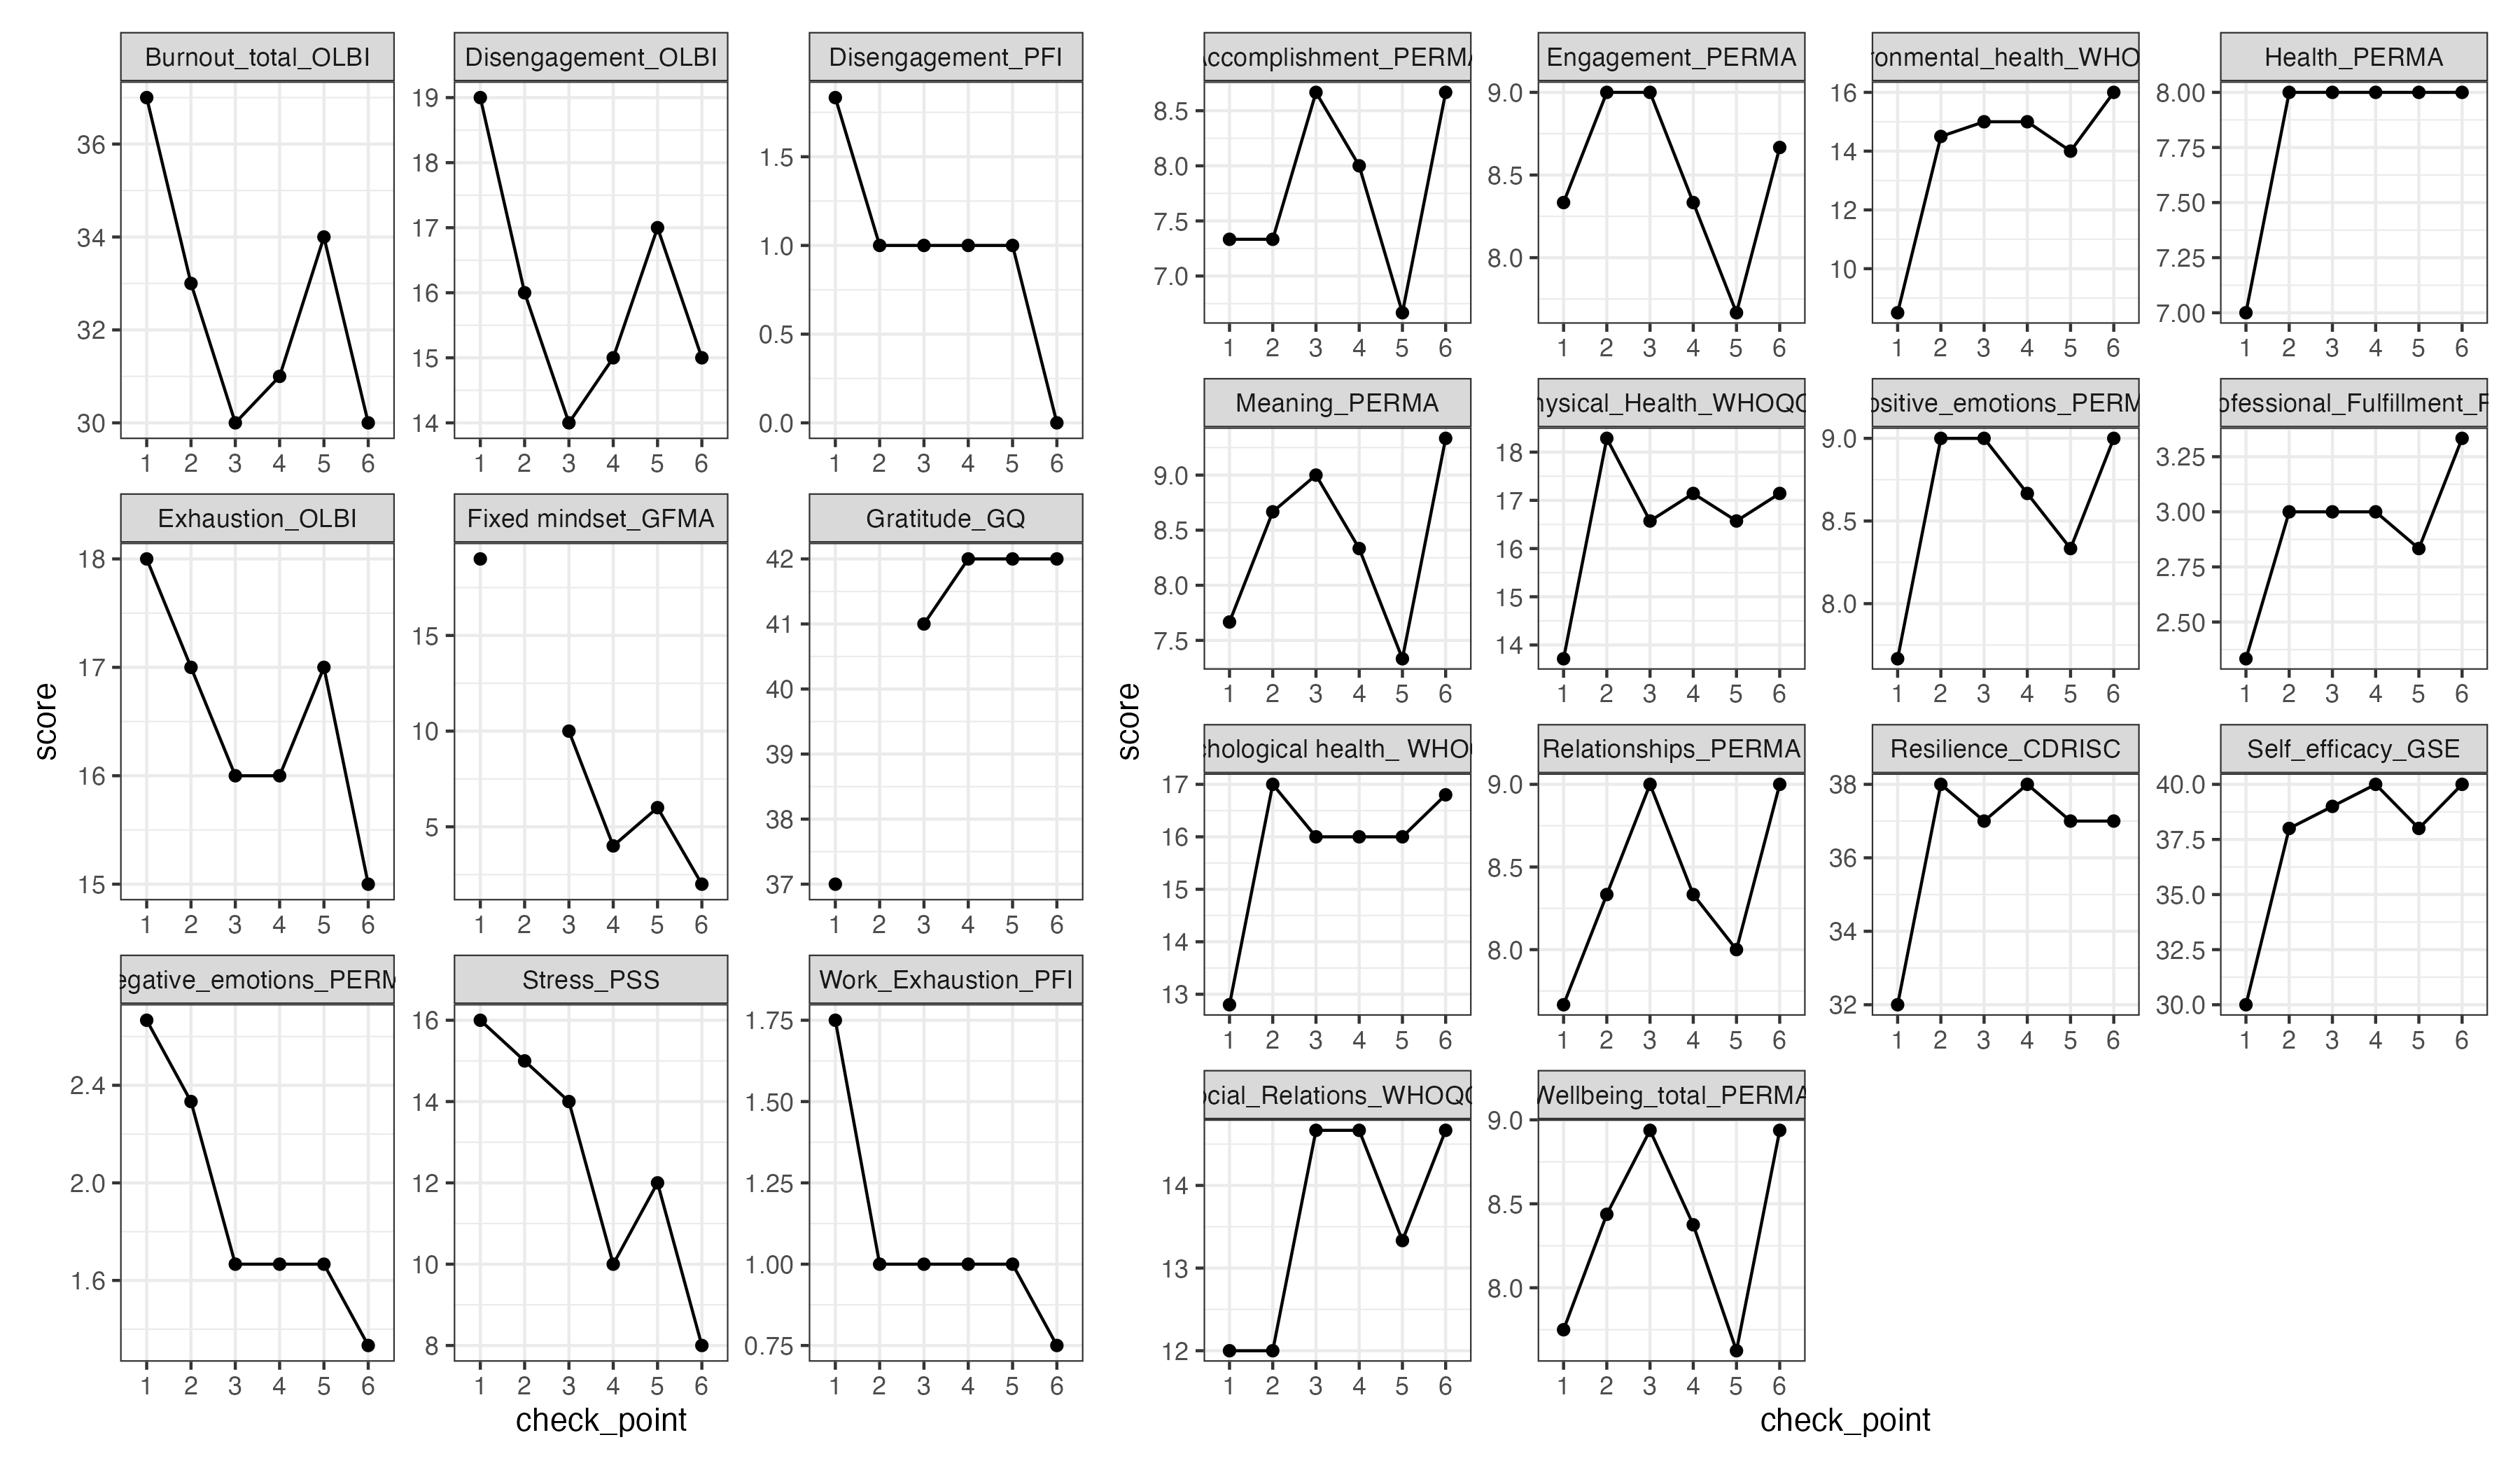 Burnout_total_OLBI
Disengagement_OLBI
Disengagement_PFI
36
34
32
30
1 2 3 4 5 6
19
18
17
16
15
14
1 2 3 4 5 6
1.5
1.0
0.5
0.0
1 2 3 4 5 6
Exhaustion_OLBI
Fixed mindset_GFMA
Gratitude_GQ
18
17
16
15
1 2 3 4 5 6
15
10
5
1 2 3 4 5 6
42
41
40
39
38
37
1 2 3 4 5 6
egative_emotions_PERM
Stress_PSS
Work_Exhaustion_PFI
2.4
2.0
1.6
1 2 3 4 5 6
16
14
12
10
8
1 2 3 4 5 6
1.75
1.50
1.25
1.00
0.75
1 2 3 4 5 6
score
check_point
Accomplishment_PERMA
Engagement_PERMA
ronmental_health_WHO
Health_PERMA
8.5
8.0
7.5
7.0
1 2 3 4 5 6
9.0
8.5
8.0
1 2 3 4 5 6
16
14
12
10
1 2 3 4 5 6
8.00
7.75
7.50
7.25
7.00
1 2 3 4 5 6
Meaning_PERMA
hysical_Health_WHOQO
ositive_emotions_PERM
ofessional_Fulfillment_P
9.0
8.5
8.0
7.5
1 2 3 4 5 6
18
17
16
15
14
1 2 3 4 5 6
9.0
8.5
8.0
1 2 3 4 5 6
3.25
3.00
2.75
2.50
1 2 3 4 5 6
chological health_ WHO
Relationships_PERMA
Resilience_CDRISC
Self_efficacy_GSE
17
16
15
14
13
1 2 3 4 5 6
9.0
8.5
8.0
1 2 3 4 5 6
38
36
34
32
1 2 3 4 5 6
40.0
37.5
35.0
32.5
30.0
1 2 3 4 5 6
ocial_Relations_WHOQO
Wellbeing_total_PERMA
14
13
12
1 2 3 4 5 6
9.0
8.5
8.0
1 2 3 4 5 6
score
check_point